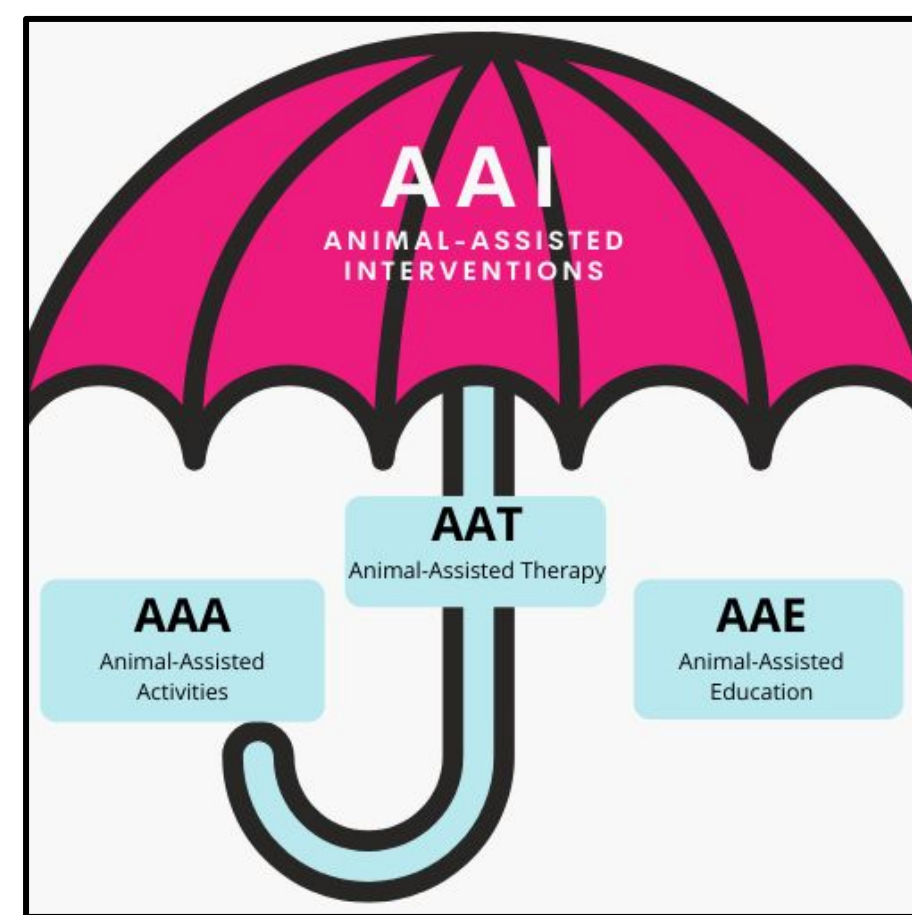 AAI
ANIMAL-ASSISTED
INTERVENTIONS
AAT
Animal-Assisted Therapy
AAA
Animal-Assisted
Activities
AAE
Animal-Assisted
Education